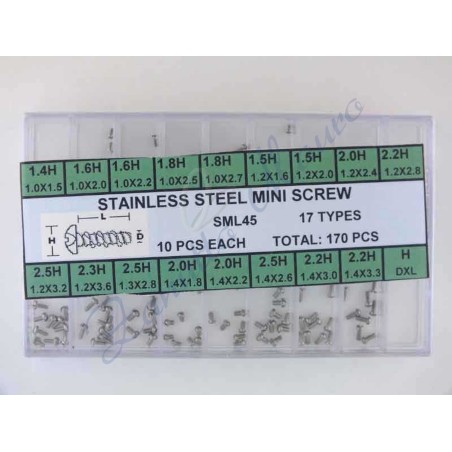 1.4H 1.6H 1.6H 1.8H 1.8H 1.5H 1.5H 2.0H 2.2H
1.0X1.5 1.0X2.0 1.0X2.2 1.0X2.5 1.0X2.7 1.2X1.6 1.2X2.0 1.2X2.4 1.2X2.8
STAINLESS STEEL MINI SCREW
L
H
D
SML45 17 TYPES
10 PCS EACH TOTAL: 170 PCS
2.5H 2.3H 2.5H 2.0H 2.0H 2.5H 2.2H 2.2H H
1.2X3.2 1.2X3.6 1.3X2.8 1.4X1.8 1.4X2.2 1.4X2.6 1.4X3.0 1.4X3.3 DXL